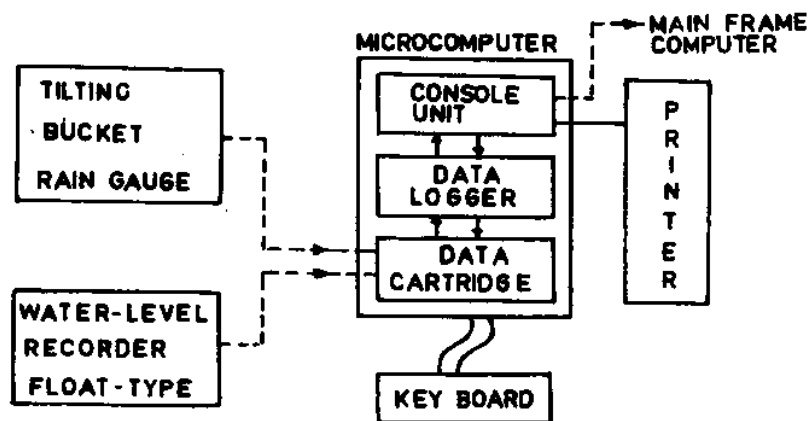 MAIN FRAME
COMPUTER
MICROCOMPUTER
TILTING
BUCKET
RAIN GAUGE
CONSOLE
UNIT
DATA
LOGGER
DATA
CARTRIDGE
PRINTER
WATER-LEVEL
RECORDER
FLOAT-TYPE
KEY BOARD